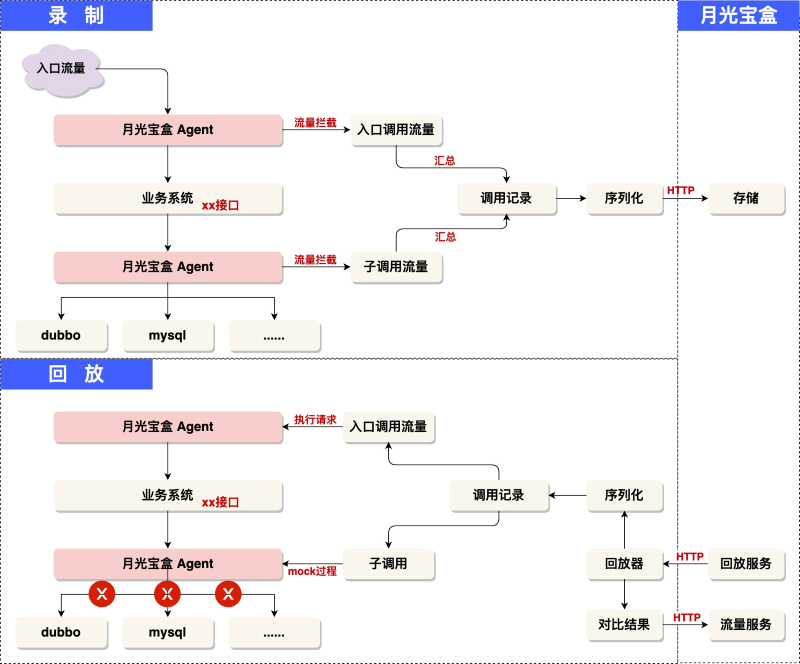 录 制
月光宝盒
入口流量
月光宝盒 Agent
流量拦截
入口调用流量
汇总
业务系统
xx接口
调用记录
序列化
HTTP
存储
汇总
月光宝盒 Agent
流量拦截
子调用流量
dubbo
mysql
......
回 放
月光宝盒 Agent
执行请求
入口调用流量
业务系统
xx接口
调用记录
序列化
月光宝盒 Agent
mock过程
子调用
回放器
HTTP
回放服务
X
X
X
dubbo
mysql
......
对比结果
HTTP
流量服务